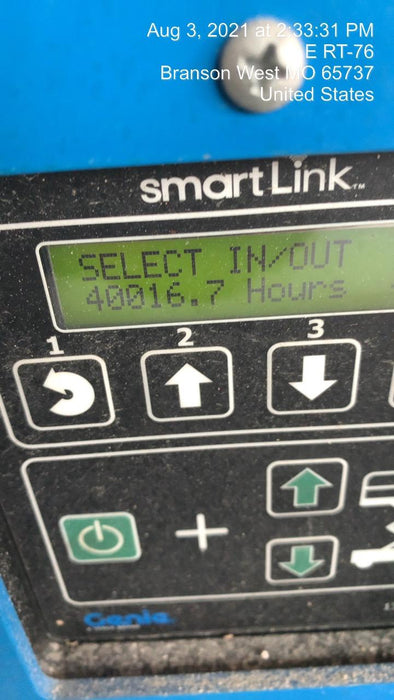 Aug 3, 2021 at 2:33:31 PM
E RT-76
Branson West MO 65737
United States
smartLink™
SELECT IN/OUT
40016.7 Hours
1 2 3
Genie